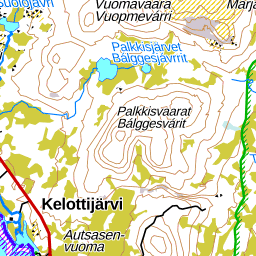 Vuomavaara
Vuopmevárri
Palkkisjärvet
Bálggesjávrrit
Palkkisvaarat
Bálggesvárit
Kelottijärvi
Autsasen-
vuoma